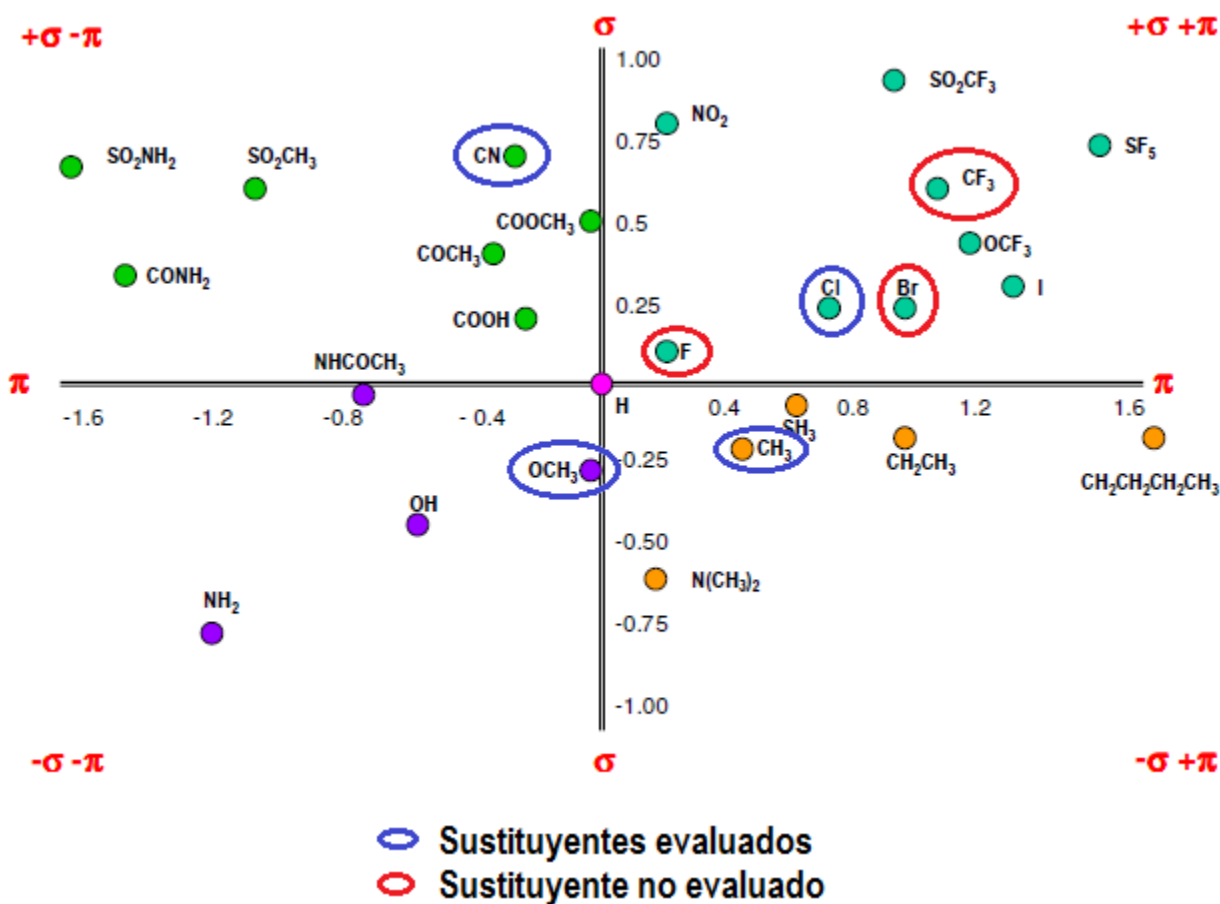 +σ -π
σ
+σ +π
1.00
SO₂CF₃
NO₂
0.75
SF₅
SO₂NH₂
SO₂CH₃
CN
CF₃
COOCH₃
0.5
COCH₃
OCF₃
CONH₂
Cl
Br
I
COOH
0.25
F
NHCOCH₃
π
π
-1.6
-1.2
-0.8
- 0.4
H
0.4
0.8
1.2
1.6
SH₃
OCH₃
-0.25
CH₃
CH₂CH₃
CH₂CH₂CH₂CH₃
OH
-0.50
N(CH₃)₂
NH₂
-0.75
-1.00
-σ -π
σ
-σ +π
Sustituyentes evaluados
Sustituyente no evaluado